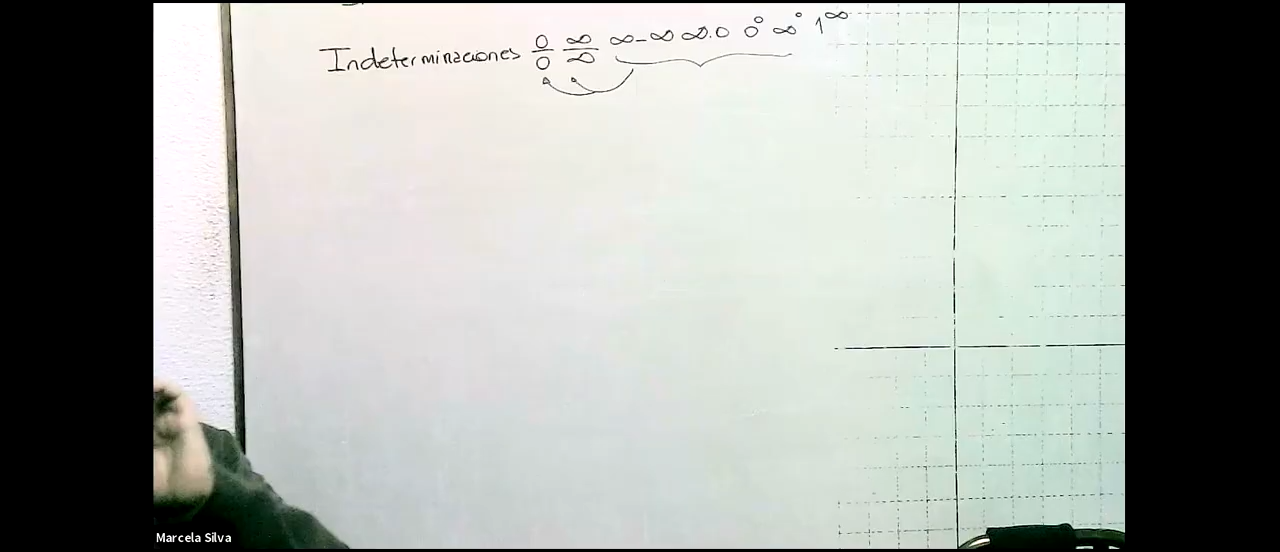 Indeterminaciones 0/0 ∞/∞ ∞-∞ ∞.0 0⁰ ∞⁰ 1^∞
Marcela Silva